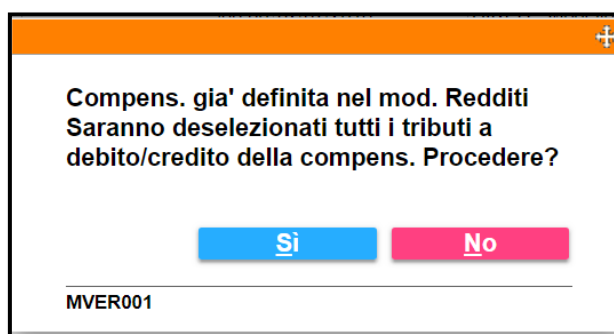 Compens. gia' definita nel mod. Redditi
Saranno deselezionati tutti i tributi a
debito/credito della compens. Procedere?
Sì
No
MVER001